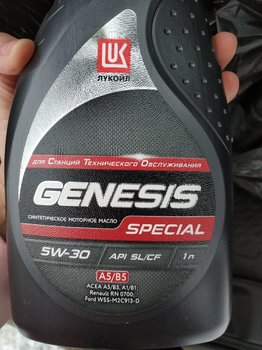 ЛУКОЙЛ
для Станций Технического Обслуживания
GENESIS
СИНТЕТИЧЕСКОЕ МОТОРНОЕ МАСЛО
SPECIAL
5W-30 API SL/CF 1 л
A5/B5
ACEA A5/B5, A1/B1;
Renault RN 0700;
Ford WSS-M2C913-D